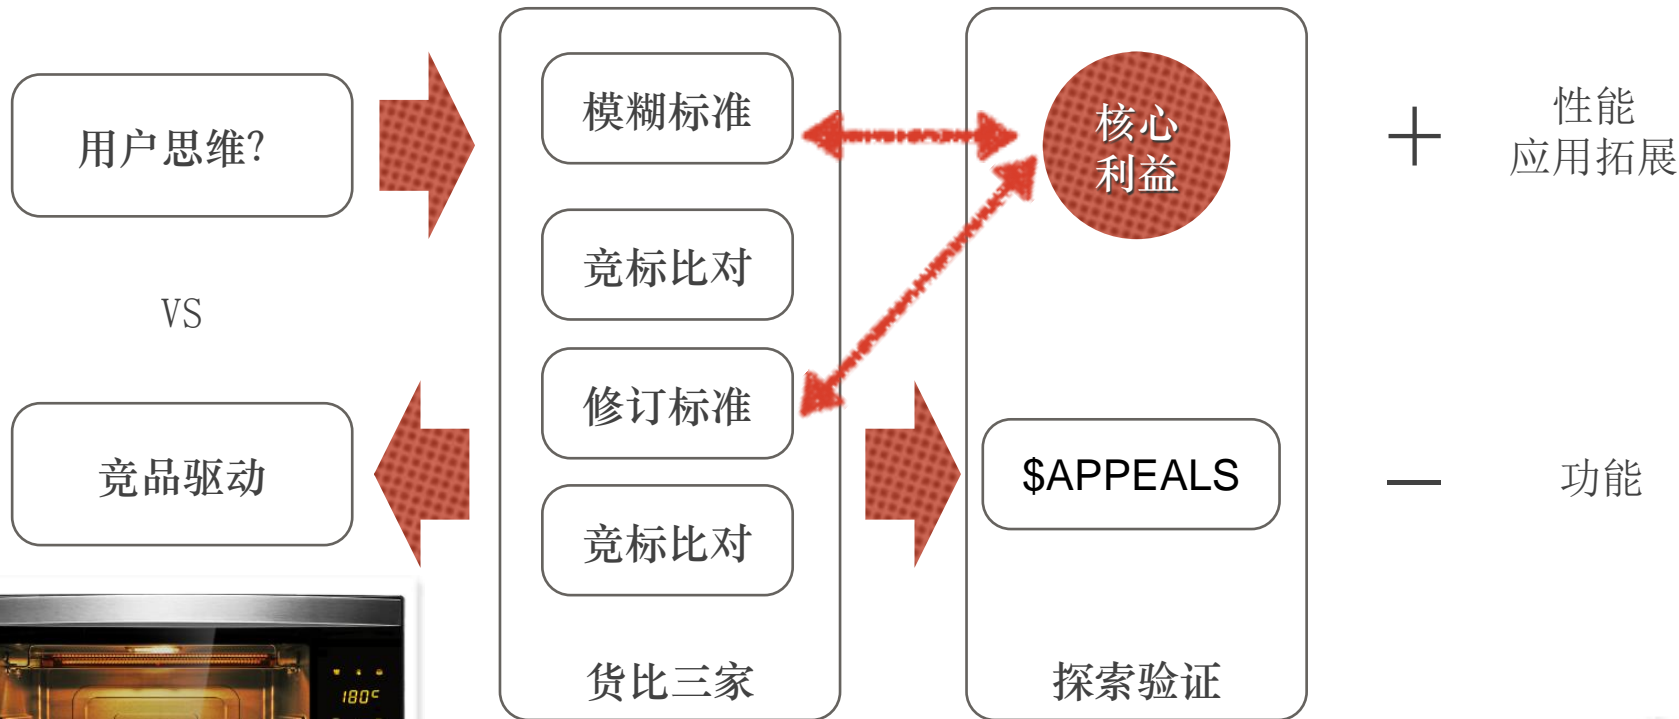 用户思维?
VS
竞品驱动
180c
模糊标准
竞标比对
修订标准
竞标比对
货比三家
核心
利益
$APPEALS
探索验证
+
性能
应用拓展
—
功能